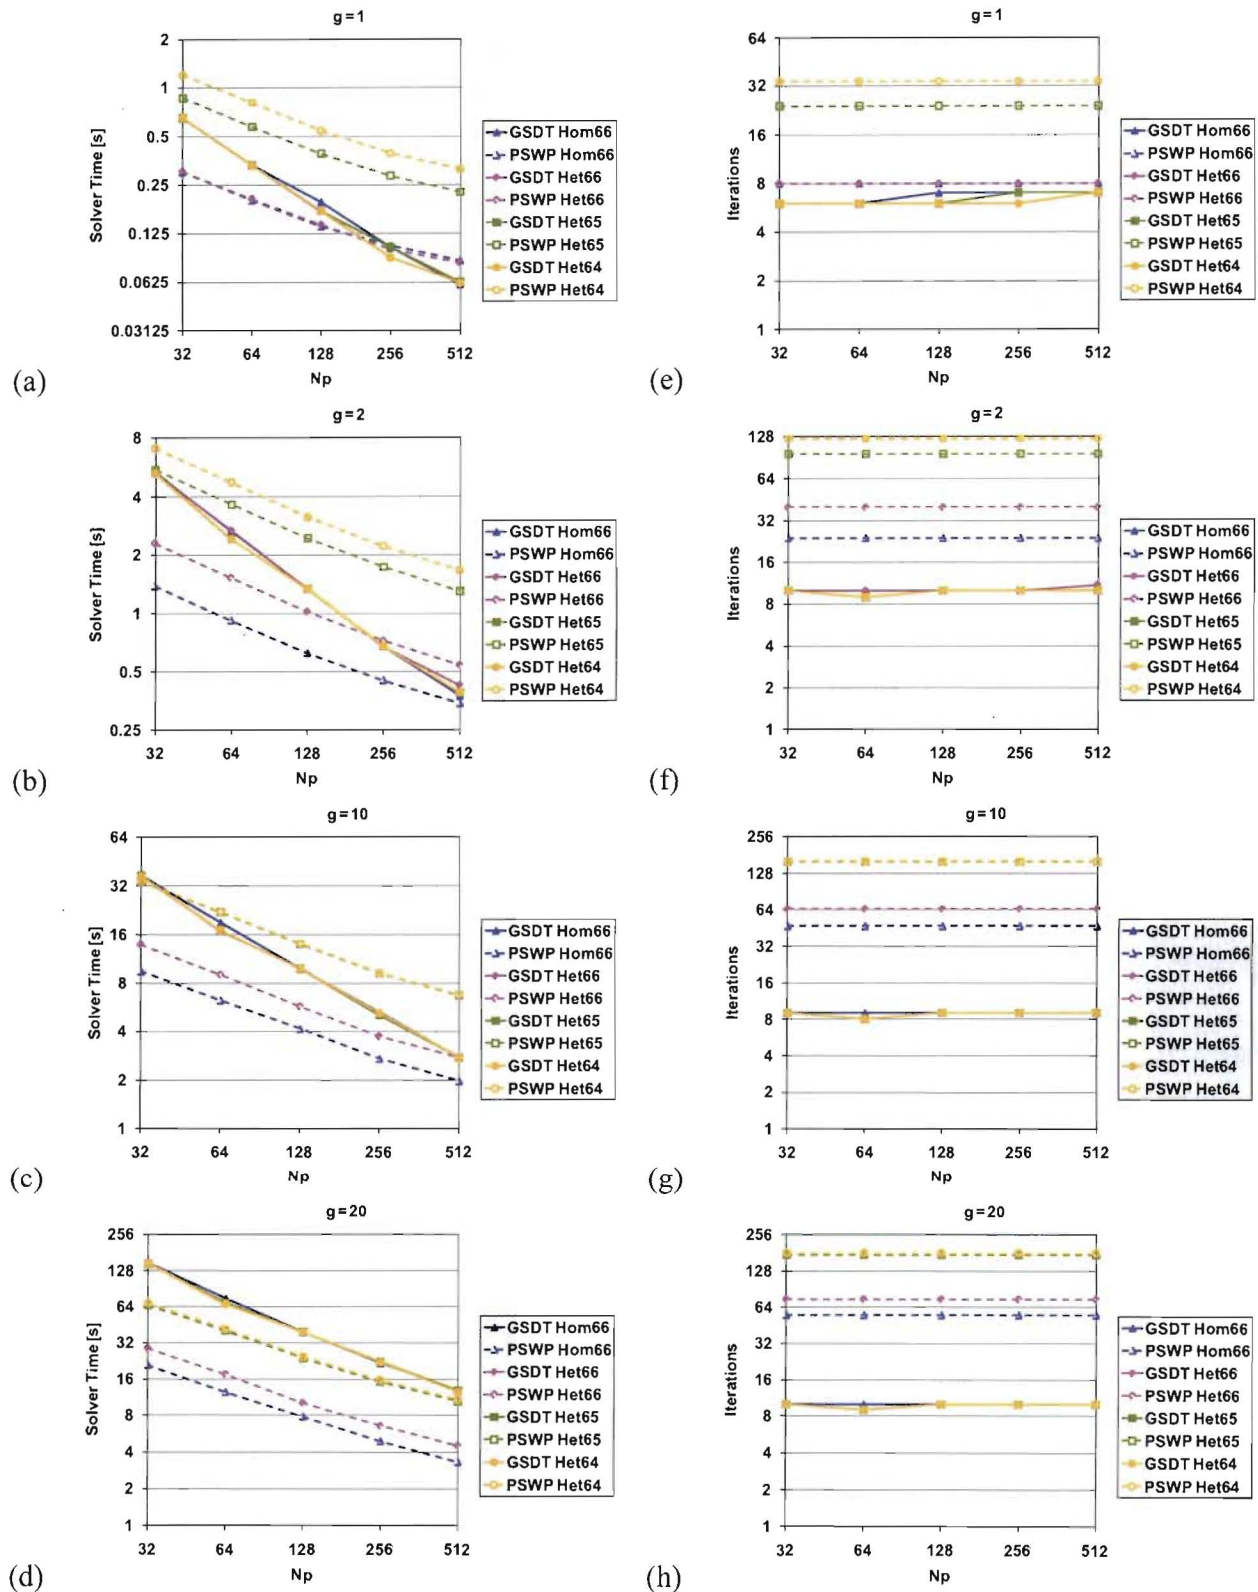 g=1
2
1
0.5
0.25
0.125
0.0625
0.03125
Solver Time [s]
32 64 128 256 512
Np
GSDT Hom66
PSWP Hom66
GSDT Het66
PSWP Het66
GSDT Het65
PSWP Het65
GSDT Het64
PSWP Het64
(a)
g=1
64
32
16
8
4
2
1
Iterations
32 64 128 256 512
Np
GSDT Hom66
PSWP Hom66
GSDT Het66
PSWP Het66
GSDT Het65
PSWP Het65
GSDT Het64
PSWP Het64
(e)
g=2
8
4
2
1
0.5
0.25
Solver Time [s]
32 64 128 256 512
Np
GSDT Hom66
PSWP Hom66
GSDT Het66
PSWP Het66
GSDT Het65
PSWP Het65
GSDT Het64
PSWP Het64
(b)
g=2
128
64
32
16
8
4
2
1
Iterations
32 64 128 256 512
Np
GSDT Hom66
PSWP Hom66
GSDT Het66
PSWP Het66
GSDT Het65
PSWP Het65
GSDT Het64
PSWP Het64
(f)
g=10
64
32
16
8
4
2
1
Solver Time [s]
32 64 128 256 512
Np
GSDT Hom66
PSWP Hom66
GSDT Het66
PSWP Het66
GSDT Het65
PSWP Het65
GSDT Het64
PSWP Het64
(c)
g=10
256
128
64
32
16
8
4
2
1
Iterations
32 64 128 256 512
Np
GSDT Hom66
PSWP Hom66
GSDT Het66
PSWP Het66
GSDT Het65
PSWP Het65
GSDT Het64
PSWP Het64
(g)
g=20
256
128
64
32
16
8
4
2
1
Solver Time [s]
32 64 128 256 512
Np
GSDT Hom66
PSWP Hom66
GSDT Het66
PSWP Het66
GSDT Het65
PSWP Het65
GSDT Het64
PSWP Het64
(d)
g=20
256
128
64
32
16
8
4
2
1
Iterations
32 64 128 256 512
Np
GSDT Hom66
PSWP Hom66
GSDT Het66
PSWP Het66
GSDT Het65
PSWP Het65
GSDT Het64
PSWP Het64
(h)